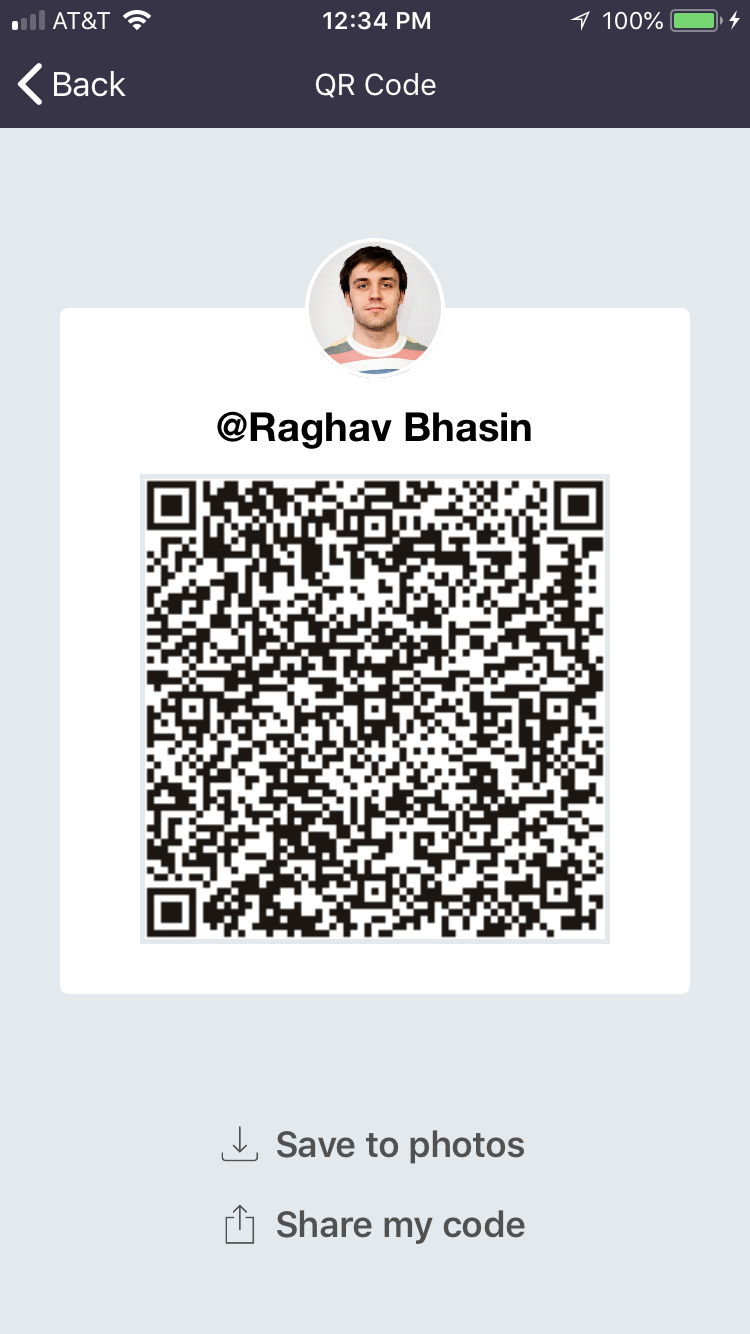 AT&T 12:34 PM 100%
Back QR Code
@Raghav Bhasin
Save to photos
Share my code